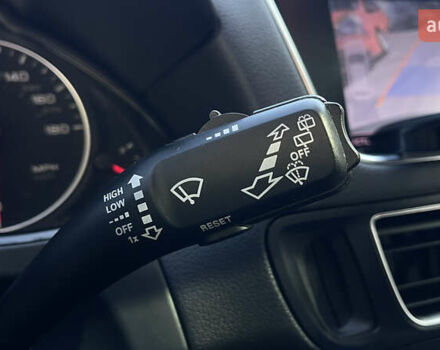 au
140
160
180
MPH
OFF
HIGH
LOW
OFF
1x
RESET